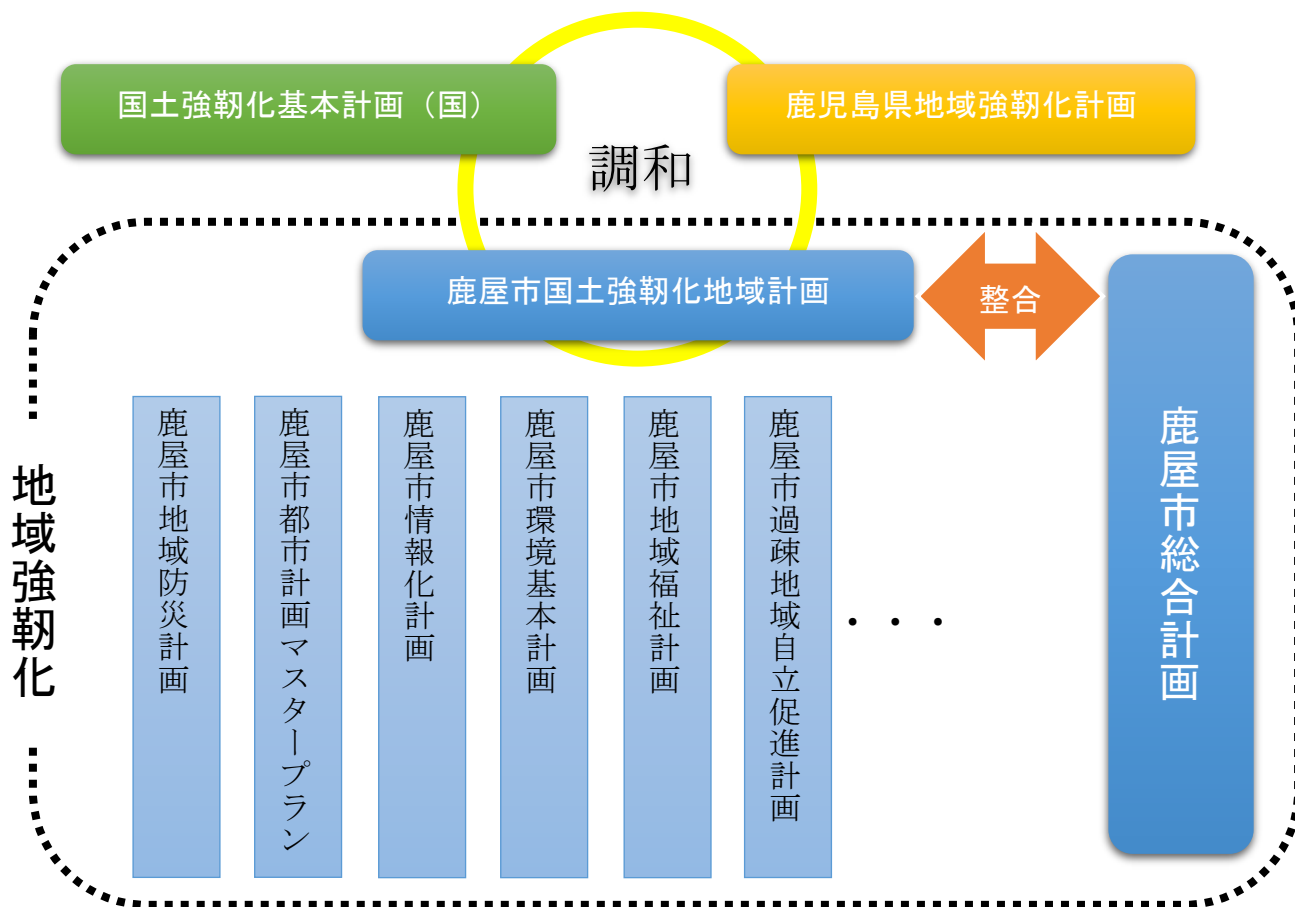 国土強靭化基本計画（国）
鹿児島県地域強靭化計画
調和
鹿屋市国土強靭化地域計画
整合
鹿屋市総合計画
地域強靭化
鹿屋市地域防災計画
鹿屋市都市計画マスタープラン
鹿屋市情報化計画
鹿屋市環境基本計画
鹿屋市地域福祉計画
鹿屋市過疎地域自立促進計画
・・・